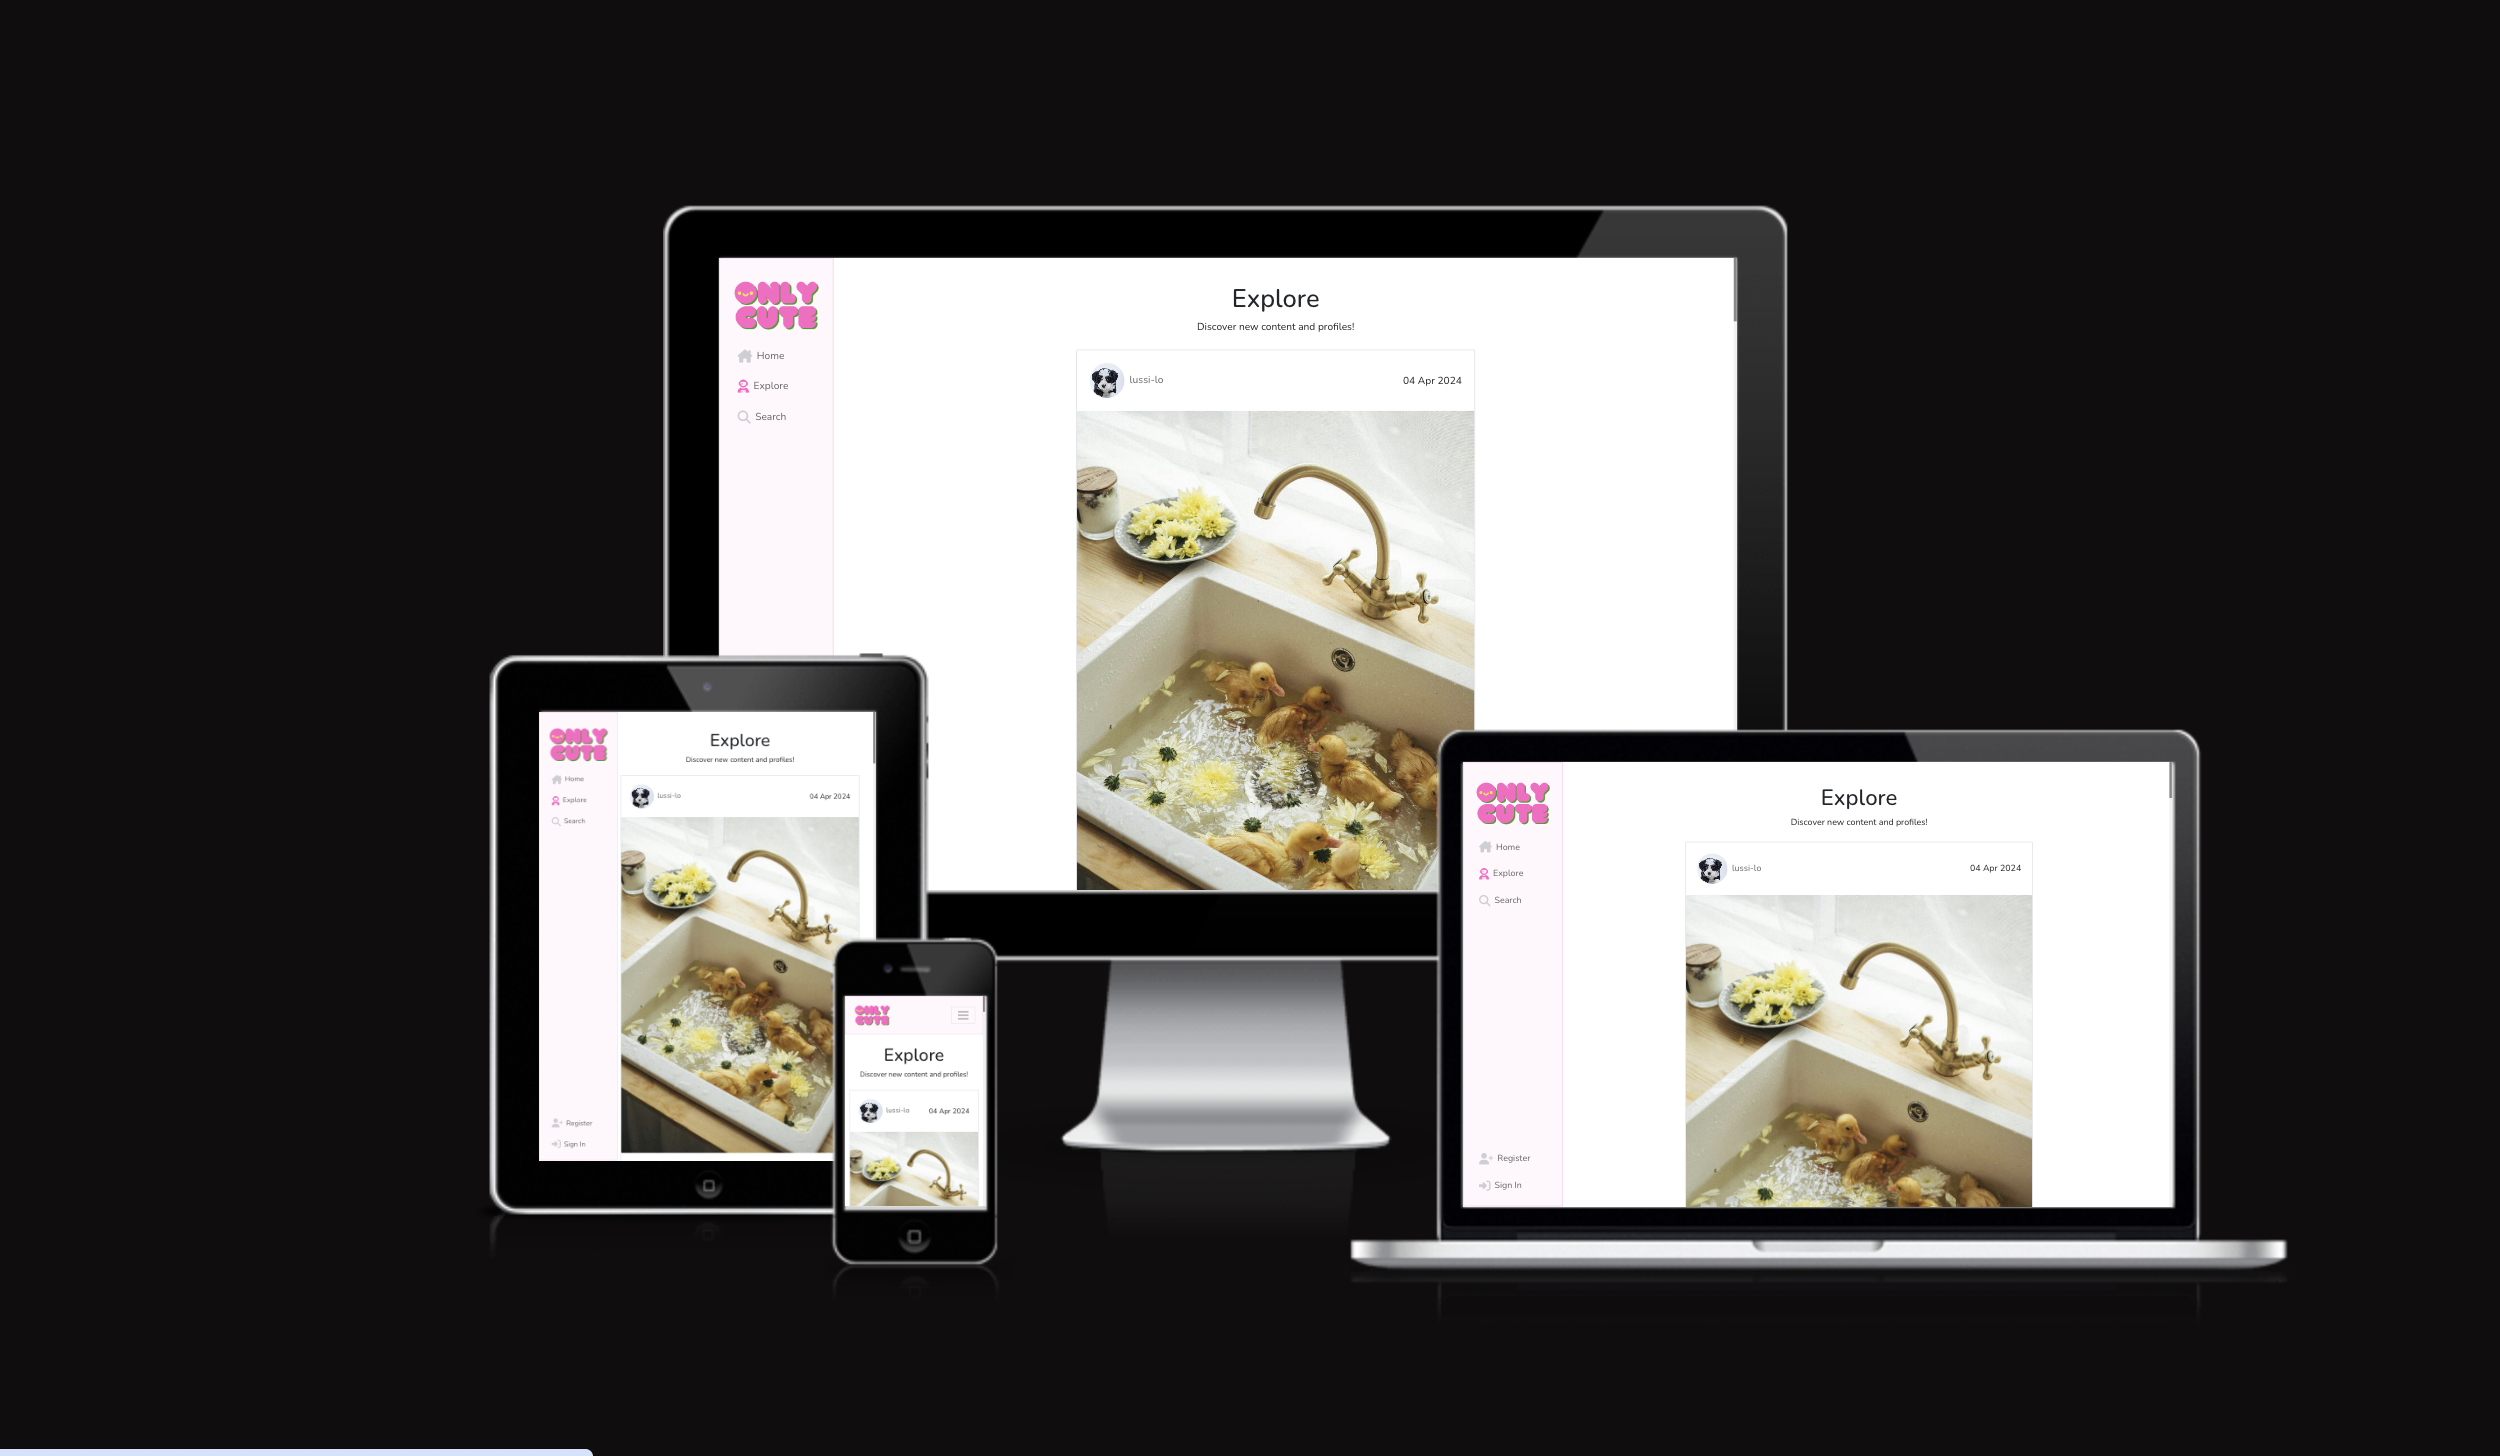 ONLY
CUTE
Home
Explore
Search
Explore
Discover new content and profiles!
lussi-lo
04 Apr 2024
ONLY
CUTE
Home
Explore
Search
Register
Sign In
Explore
Discover new content and profiles!
lussi-lo
04 Apr 2024
ONLY
CUTE
Explore
Discover new content and profiles!
lussi-lo
04 Apr 2024
ONLY
CUTE
Home
Explore
Search
Register
Sign In
Explore
Discover new content and profiles!
lussi-lo
04 Apr 2024